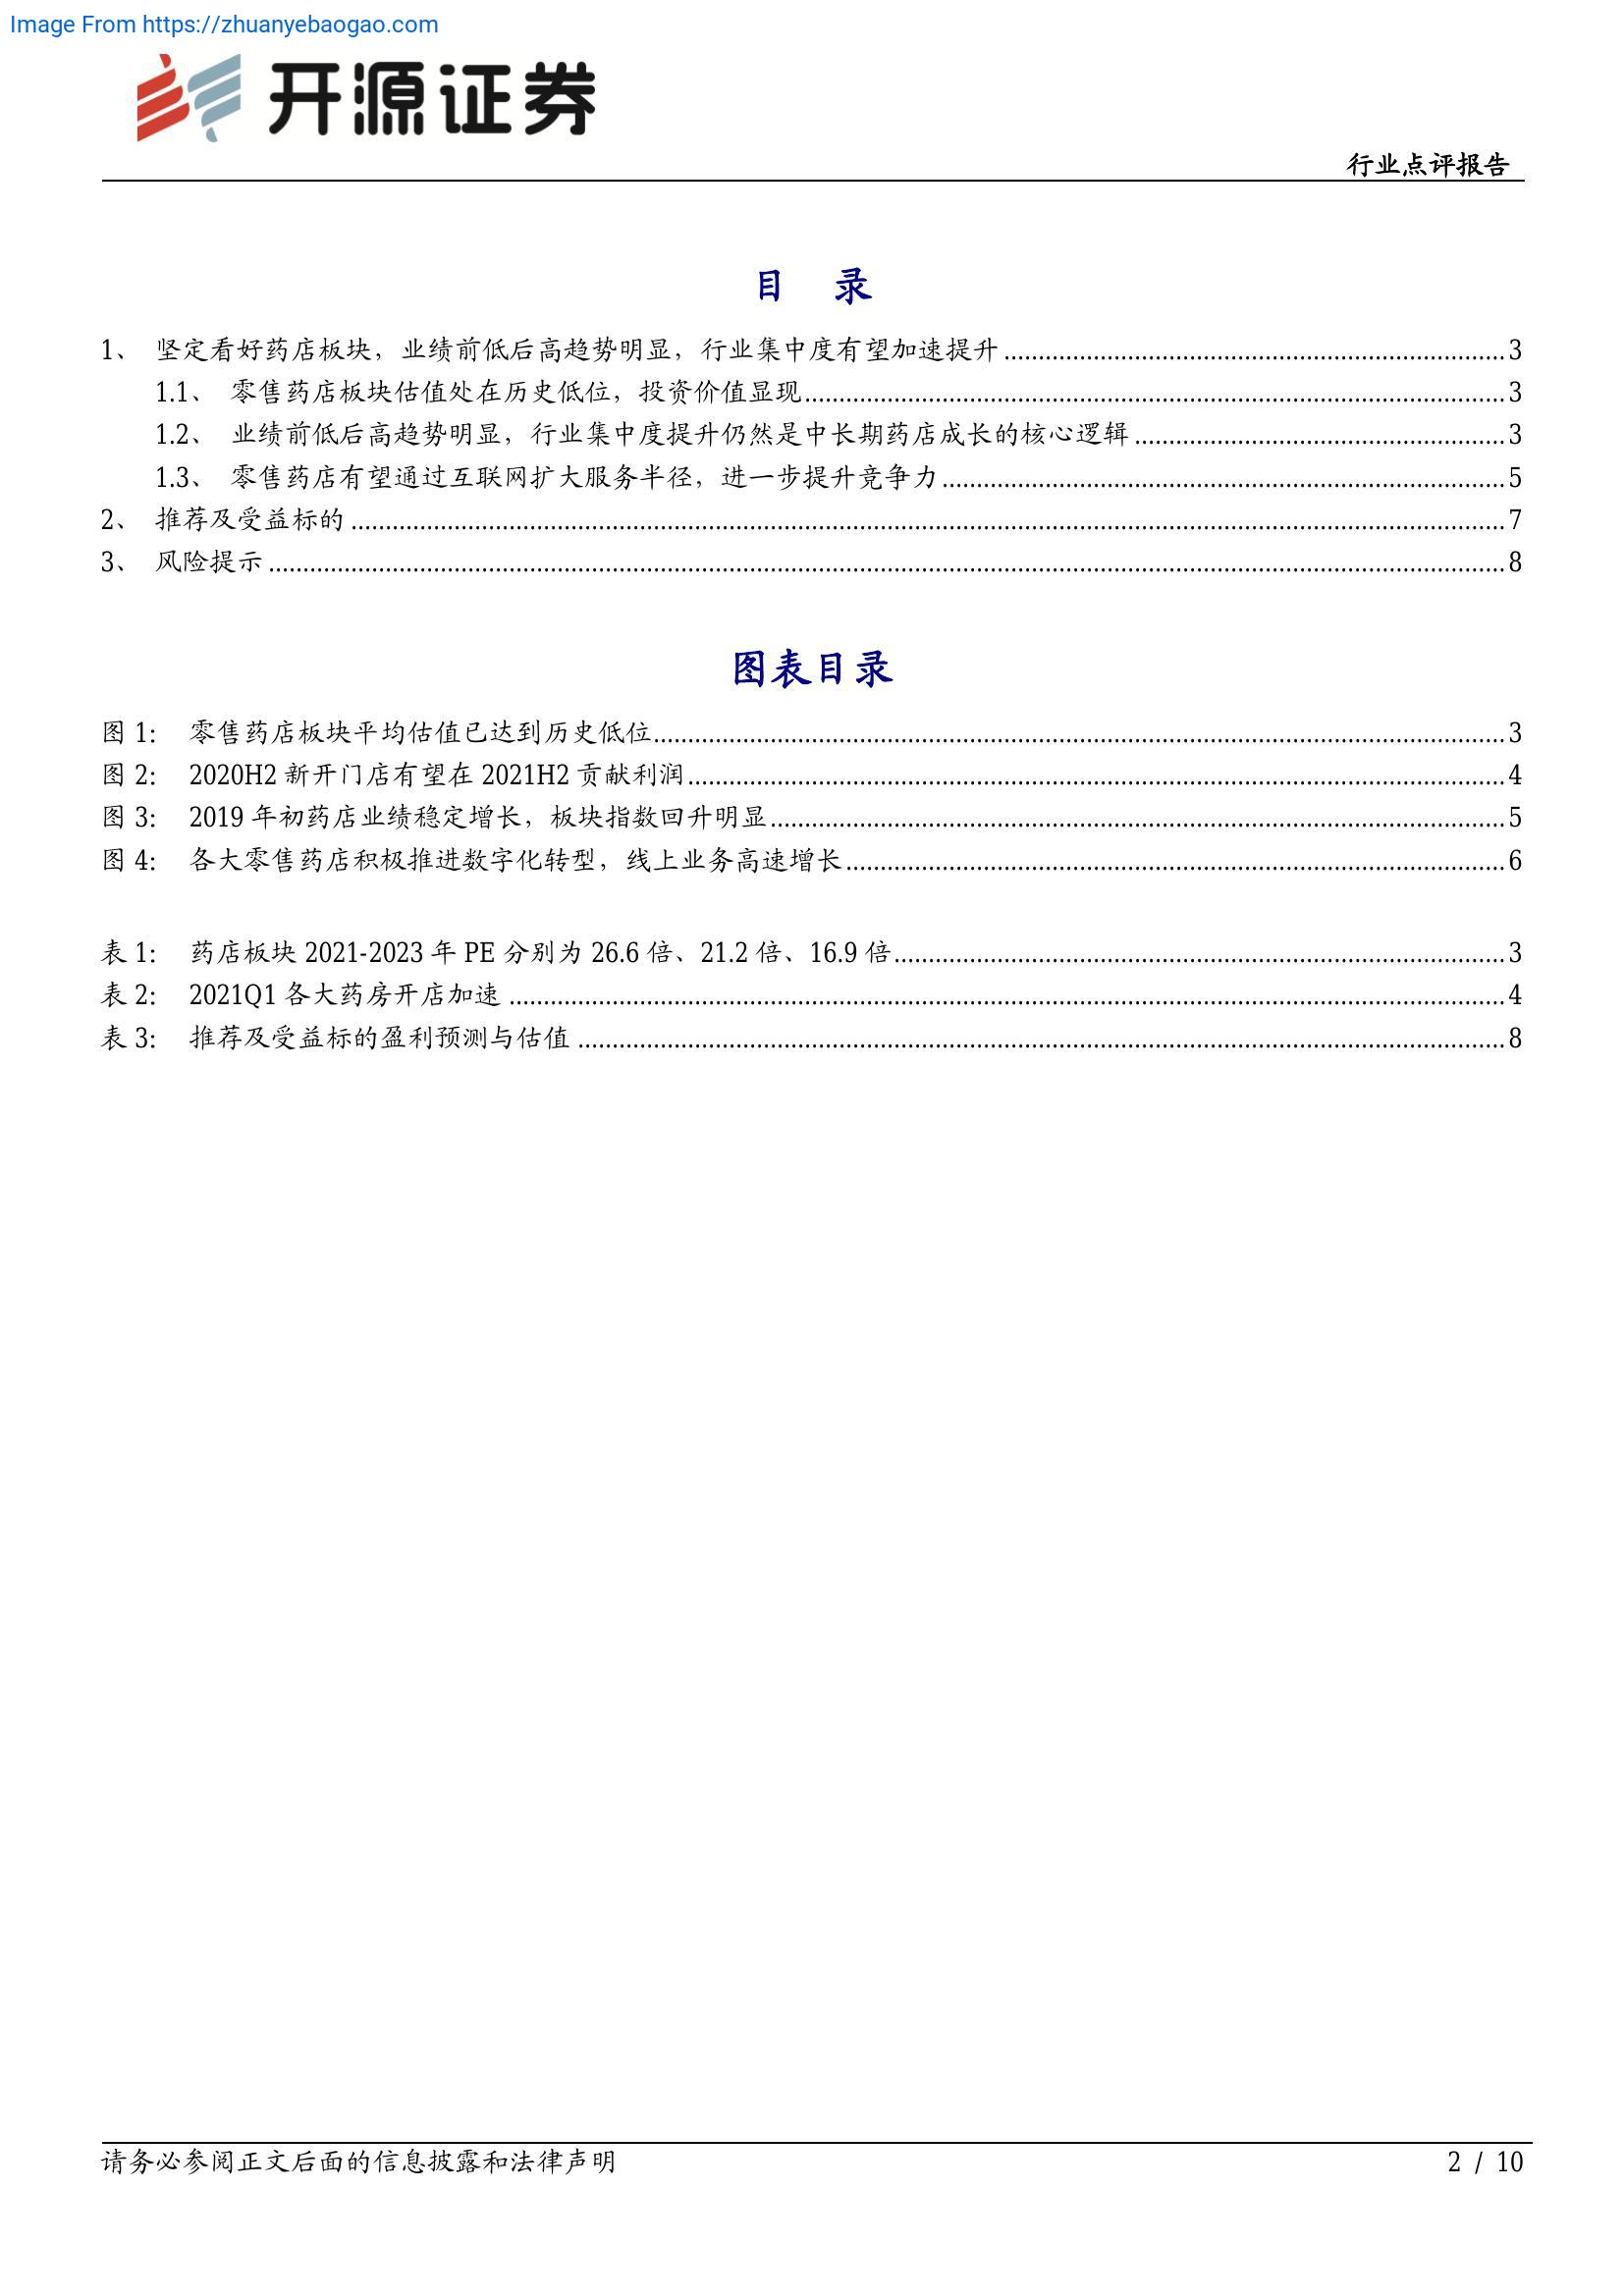 Image From https://zhuanyebaogao.com
开源证券
行业点评报告
目 录
1、 坚定看好药店板块，业绩前低后高趋势明显，行业集中度有望加速提升 3
1.1、 零售药店板块估值处在历史低位，投资价值显现 3
1.2、 业绩前低后高趋势明显，行业集中度提升仍然是中长期药店成长的核心逻辑 3
1.3、 零售药店有望通过互联网扩大服务半径，进一步提升竞争力 5
2、 推荐及受益标的 7
3、 风险提示 8
图表目录
图 1: 零售药店板块平均估值已达到历史低位 3
图 2: 2020H2 新开门店有望在 2021H2 贡献利润 4
图 3: 2019 年初药店业绩稳定增长，板块指数回升明显 5
图 4: 各大零售药店积极推进数字化转型，线上业务高速增长 6
表 1: 药店板块 2021-2023 年 PE 分别为 26.6 倍、21.2 倍、16.9 倍 3
表 2: 2021Q1 各大药房开店加速 4
表 3: 推荐及受益标的盈利预测与估值 8
请务必参阅正文后面的信息披露和法律声明 2 / 10